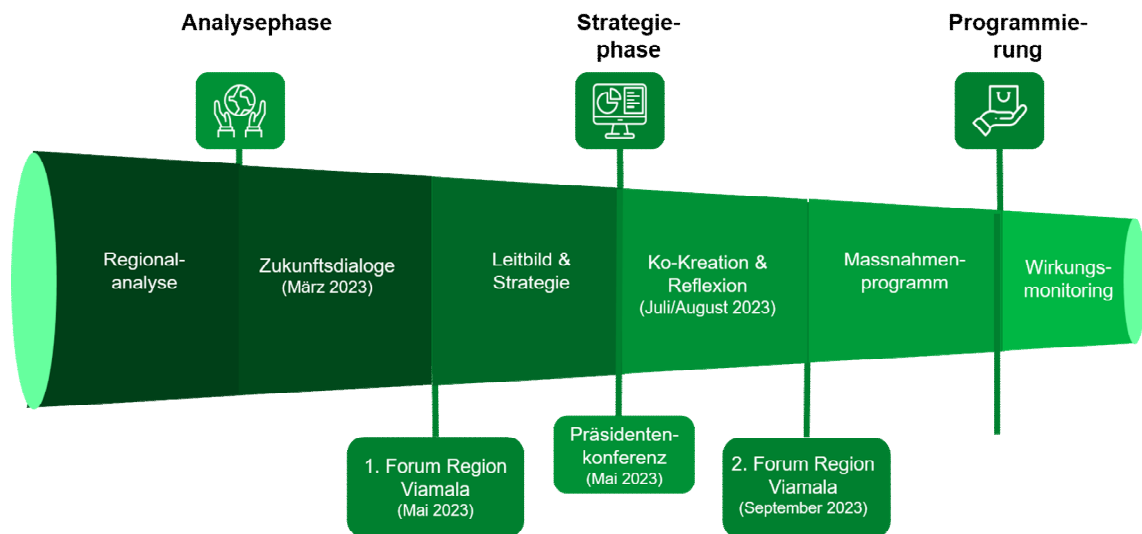 Analysephase
Strategie-
phase
Programmie-
rung
Regional-
analyse
Zukunftsdialoge
(März 2023)
Leitbild &
Strategie
Ko-Kreation &
Reflexion
(Juli/August 2023)
Massnahmen-
programm
Wirkungs-
monitoring
1. Forum Region
Viamala
(Mai 2023)
Präsidenten-
konferenz
(Mai 2023)
2. Forum Region
Viamala
(September 2023)